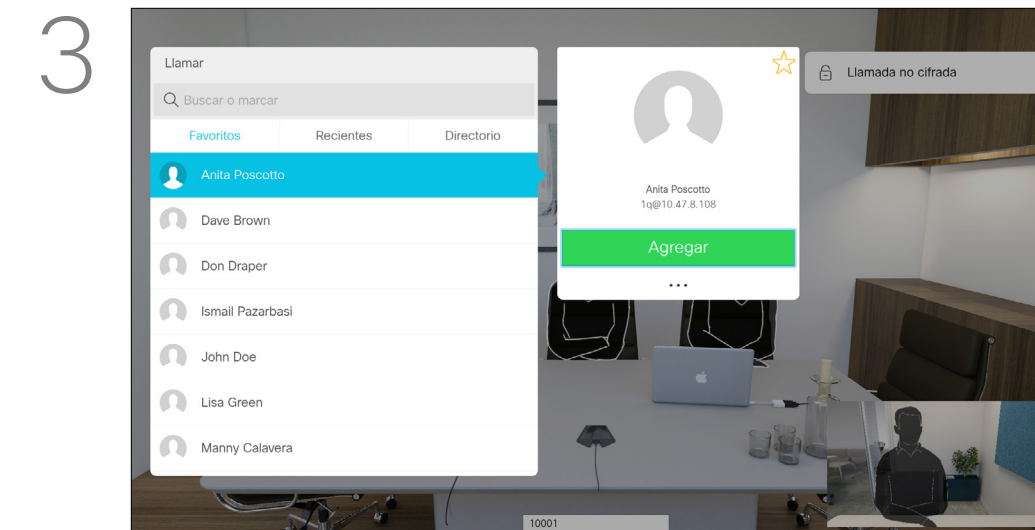 3
Llamar
Buscar o marcar
Favoritos Recientes Directorio
Anita Poscotto
Dave Brown
Don Draper
Ismail Pazarbasi
John Doe
Lisa Green
Manny Calavera
Anita Poscotto
1q@10.47.8.108
Agregar
...
Llamada no cifrada
10001